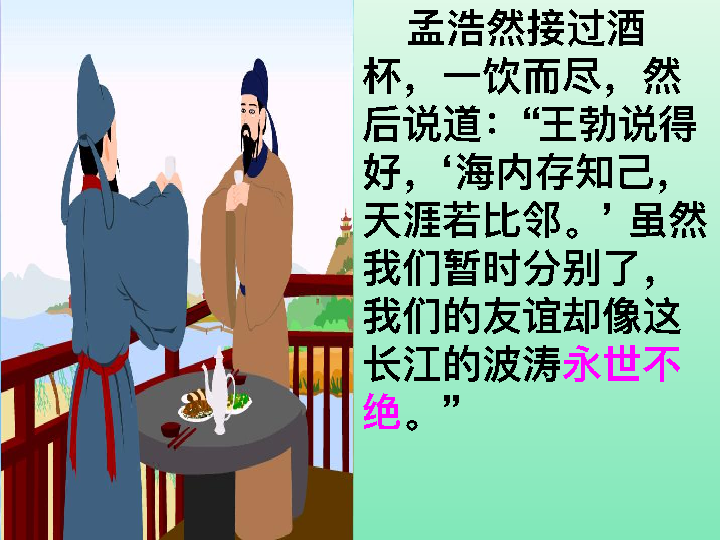 孟浩然接过酒
杯，一饮而尽，然
后说道：“王勃说得
好，‘海内存知己，
天涯若比邻。’虽然
我们暂时分别了，
我们的友谊却像这
长江的波涛永世不
绝。”